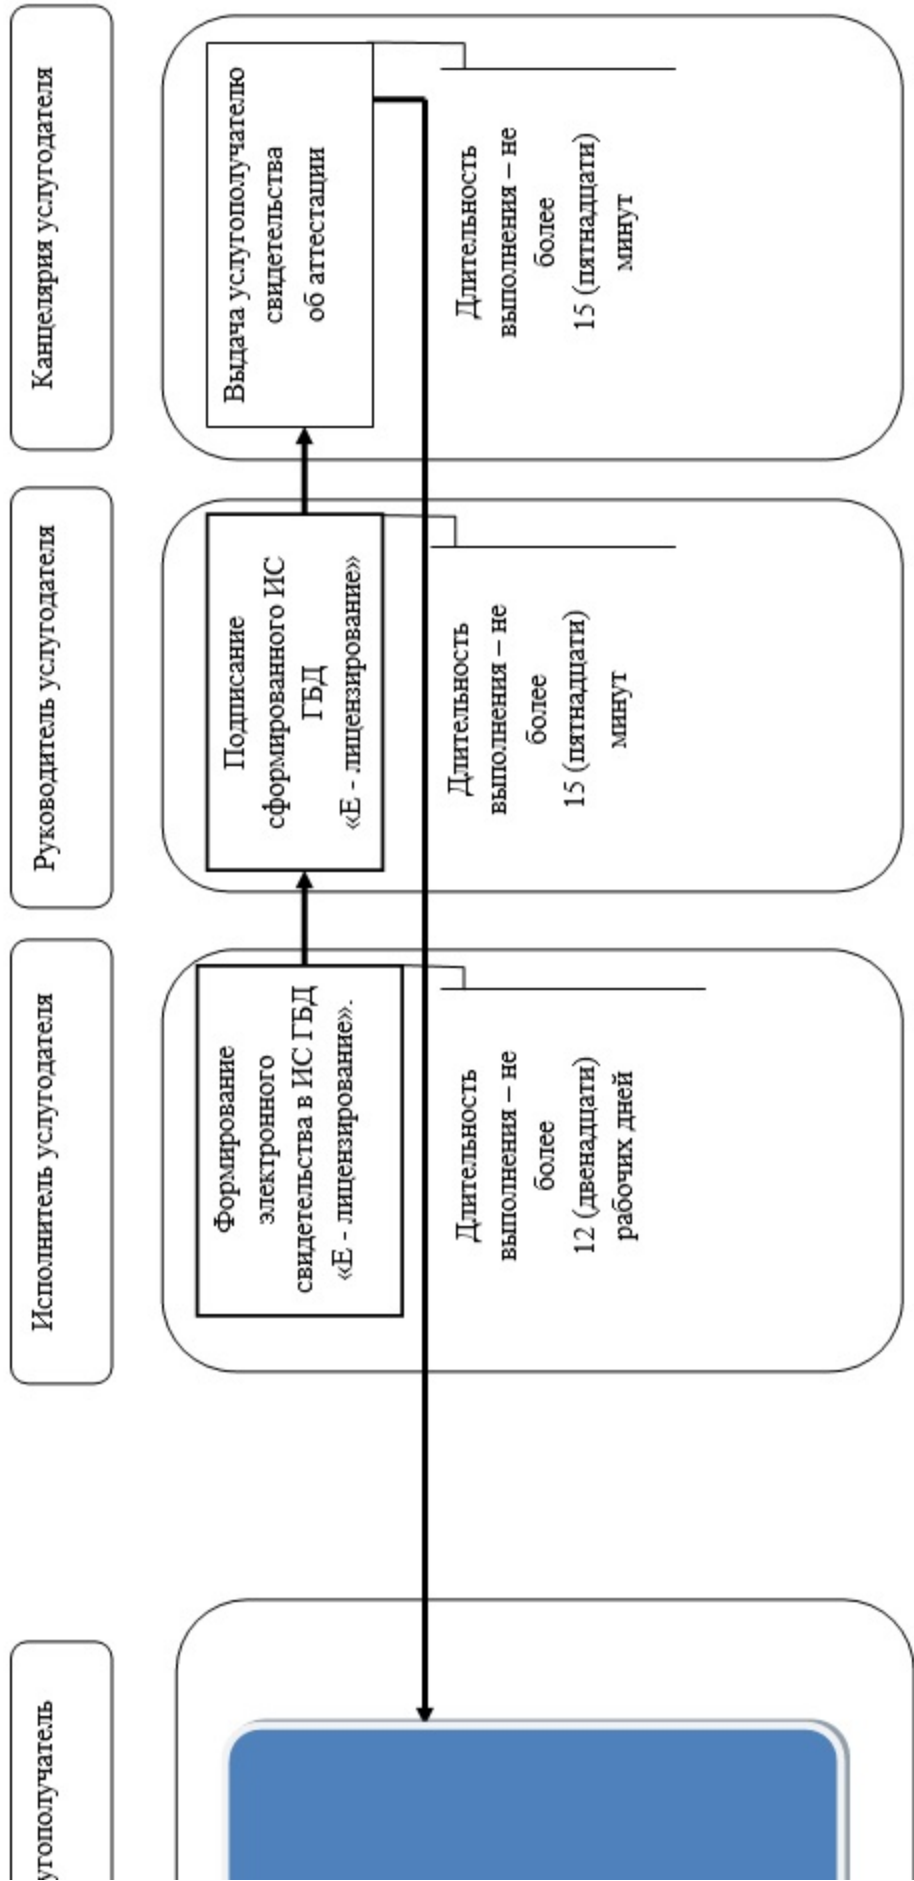 угополучатель
Исполнитель услугодателя
Руководитель услугодателя
Канцелярия услугодателя
Формирование
электронного
свидетельства в ИС ГБД
«Е - лицензирование».
Длительность
выполнения – не
более
12 (двенадцати)
рабочих дней
Подписание
сформированного ИС
ГБД
«Е - лицензирование»
Длительность
выполнения – не
более
15 (пятнадцати)
минут
Выдача услугополучателю
свидетельства
об аттестации
Длительность
выполнения – не
более
15 (пятнадцати)
минут